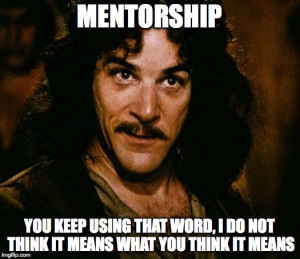 MENTORSHIP
YOU KEEP USING THAT WORD, I DO NOT
THINK IT MEANS WHAT YOU THINK IT MEANS
imgflip.com